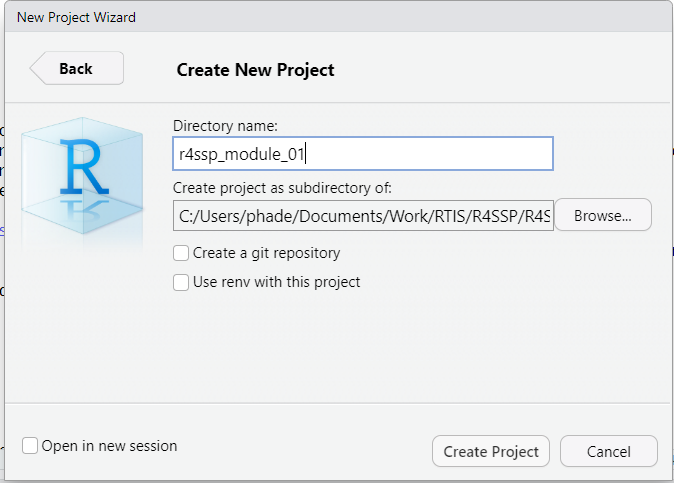 New Project Wizard
Back
Create New Project
Directory name:
r4ssp_module_01
Create project as subdirectory of:
C:/Users/phade/Documents/Work/RTIS/R4SSP/R4S
Browse...
R
Create a git repository
Use renv with this project
Open in new session
Create Project
Cancel